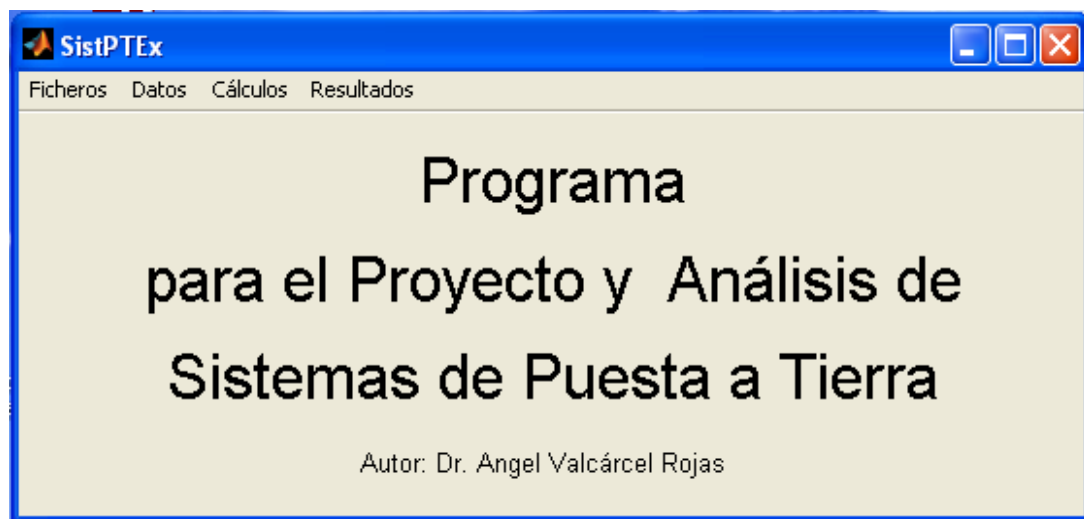 SistPTEx
Ficheros Datos Cálculos Resultados
Programa
para el Proyecto y Análisis de
Sistemas de Puesta a Tierra
Autor: Dr. Angel Valcárcel Rojas